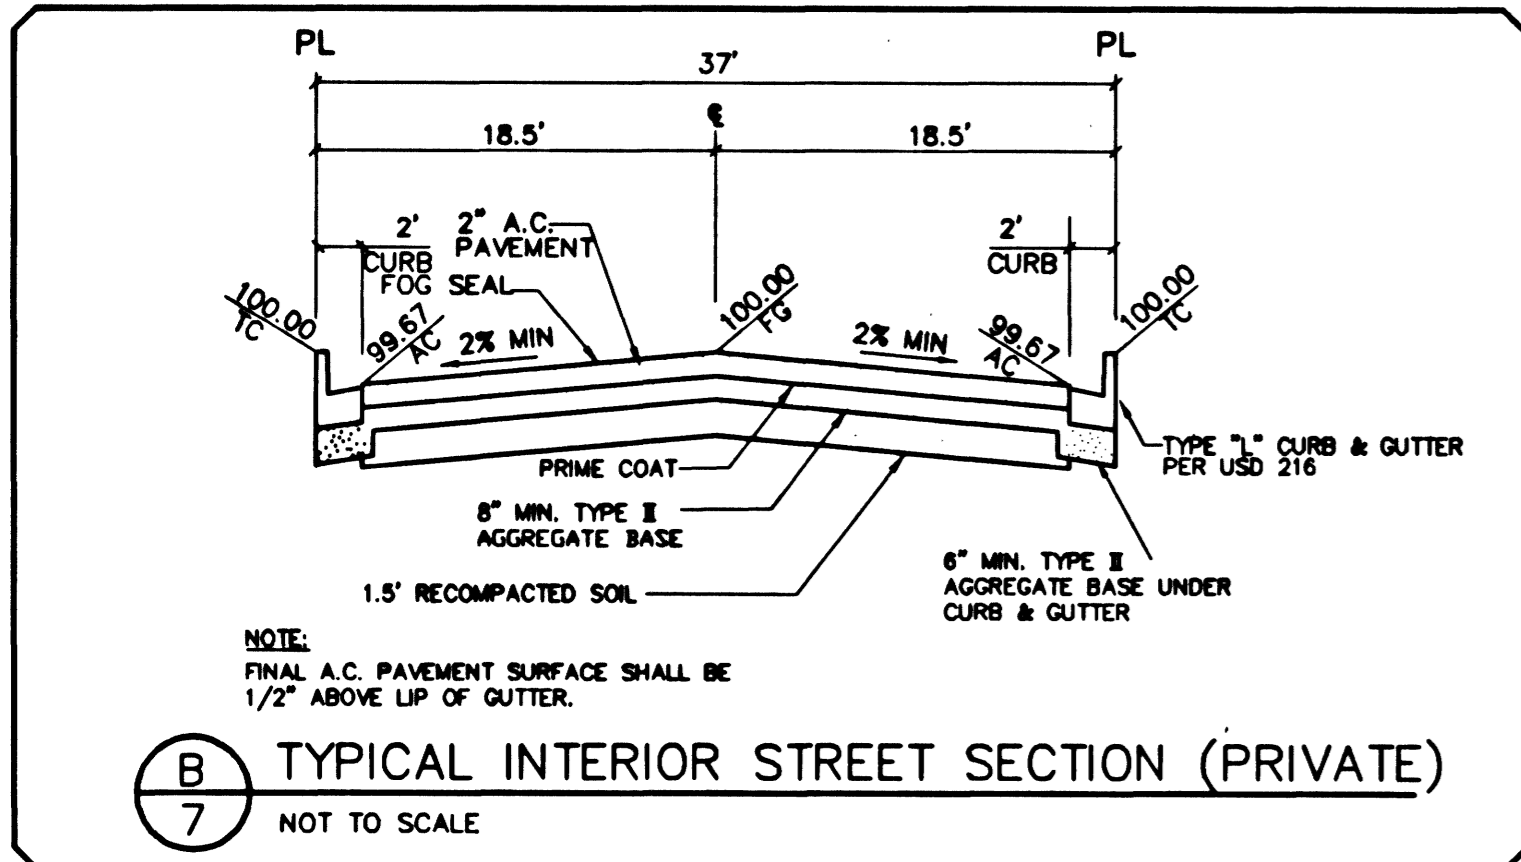 PL
PL
37'
℄
18.5'
18.5'
2'
CURB
2" A.C.
PAVEMENT
FOG SEAL
2'
CURB
100.00
TC
99.67
AC
2% MIN
100.00
FG
2% MIN
99.67
AC
100.00
TC
PRIME COAT
TYPE "L" CURB & GUTTER
PER USD 216
8" MIN. TYPE II
AGGREGATE BASE
1.5' RECOMPACTED SOIL
6" MIN. TYPE II
AGGREGATE BASE UNDER
CURB & GUTTER
NOTE:
FINAL A.C. PAVEMENT SURFACE SHALL BE
1/2" ABOVE LIP OF GUTTER.
B
7
TYPICAL INTERIOR STREET SECTION (PRIVATE)
NOT TO SCALE